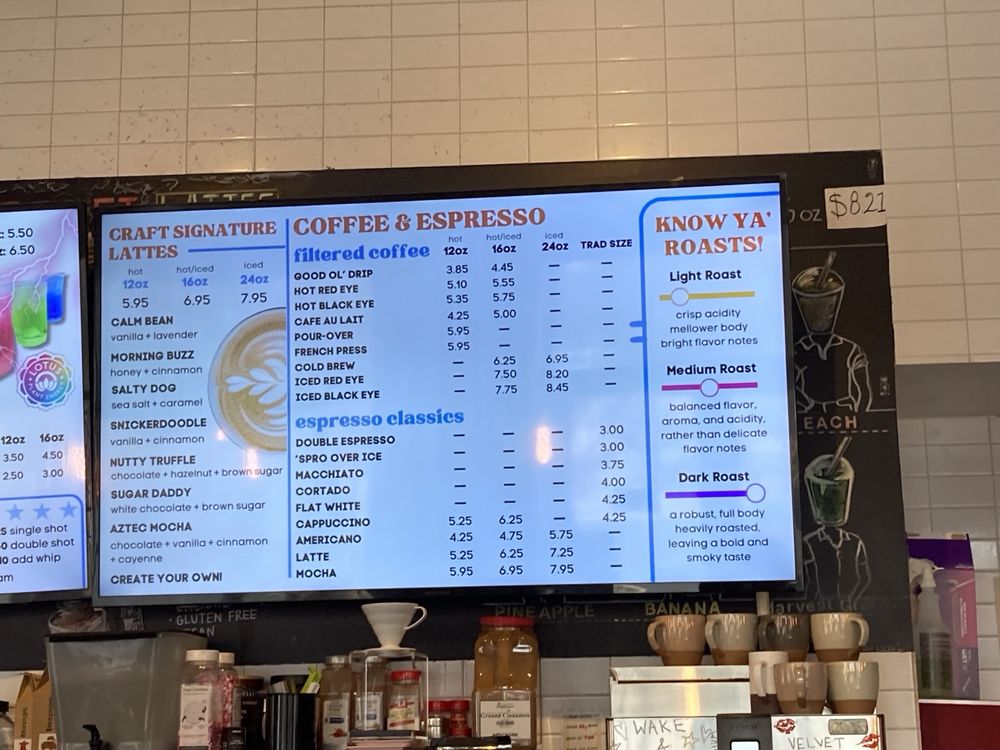 : 5.50
: 6.50
LOTUS
12oz 16oz
3.50 4.50
2.50 3.00
5 single shot
0 double shot
0 add whip
am
CRAFT SIGNATURE
LATTES
hot hot/iced iced
12oz 16oz 24oz
5.95 6.95 7.95
CALM BEAN
vanilla + lavender
MORNING BUZZ
honey + cinnamon
SALTY DOG
sea salt + caramel
SNICKERDOODLE
vanilla + cinnamon
NUTTY TRUFFLE
chocolate + hazelnut + brown sugar
SUGAR DADDY
white chocolate + brown sugar
AZTEC MOCHA
chocolate + vanilla + cinnamon
+ cayenne
CREATE YOUR OWN!
COFFEE & ESPRESSO
hot hot/iced iced
filtered coffee 12oz 16oz 24oz TRAD SIZE
GOOD OL' DRIP 3.85 4.45 — —
HOT RED EYE 5.10 5.55 — —
HOT BLACK EYE 5.35 5.75 — —
CAFE AU LAIT 4.25 5.00 — —
POUR-OVER 5.95 — — —
FRENCH PRESS 5.95 — — —
COLD BREW — 6.25 6.95 —
ICED RED EYE — 7.50 8.20 —
ICED BLACK EYE — 7.75 8.45 —
espresso classics
DOUBLE ESPRESSO — — — 3.00
'SPRO OVER ICE — — — 3.00
MACCHIATO — — — 3.75
CORTADO — — — 4.00
FLAT WHITE — — — 4.25
CAPPUCCINO 5.25 6.25 — 4.25
AMERICANO 4.25 4.75 5.75 —
LATTE 5.25 6.25 7.25 —
MOCHA 5.95 6.95 7.95 —
KNOW YA'
ROASTS!
Light Roast
crisp acidity
mellower body
bright flavor notes
Medium Roast
balanced flavor,
aroma, and acidity,
rather than delicate
flavor notes
Dark Roast
a robust, full body
heavily roasted,
leaving a bold and
smoky taste
OZ $8.21
EACH
GLUTEN FREE
PINEAPPLE BANANA
Ground Cinnamon
WAKE
&
VELVET